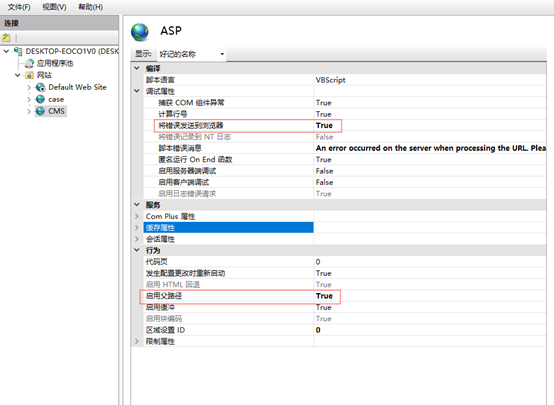 文件(F) 视图(V) 帮助(H)
连接
DESKTOP-EOCO1V0 (DESK
应用程序池
网站
Default Web Site
case
CMS
ASP
显示: 好记的名称
编译
脚本语言 VBScript
调试属性
捕获 COM 组件异常 True
计算行号 True
将错误发送到浏览器 True
将错误记录到 NT 日志 False
脚本错误消息 An error occurred on the server when processing the URL. Plea
匿名运行 On End 函数 True
启用服务器端调试 False
启用客户端调试 False
启用日志错误请求 True
服务
Com Plus 属性
缓存属性
会话属性
行为
代码页 0
发生配置更改时重新启动 True
启用 HTML 回退 True
启用父路径 True
启用缓冲 True
启用块编码 True
区域设置 ID 0
限制属性